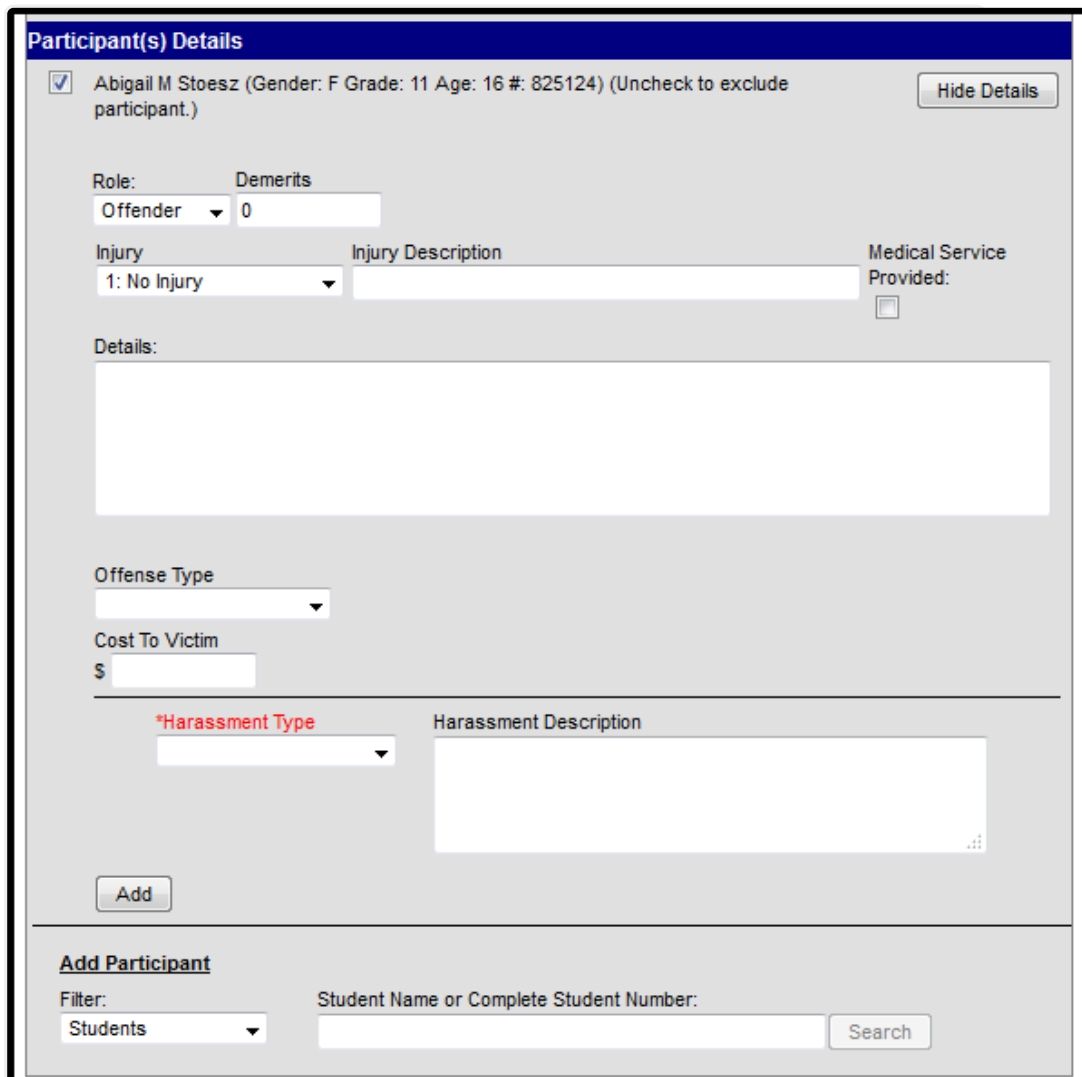 Participant(s) Details
Abigail M Stoesz (Gender: F Grade: 11 Age: 16 #: 825124) (Uncheck to exclude
participant.)
Hide Details
Role: Demerits
Offender 0
Injury Injury Description Medical Service
Provided:
1: No Injury
Details:
Offense Type
Cost To Victim
$
*Harassment Type Harassment Description
Add
Add Participant
Filter: Student Name or Complete Student Number:
Students Search